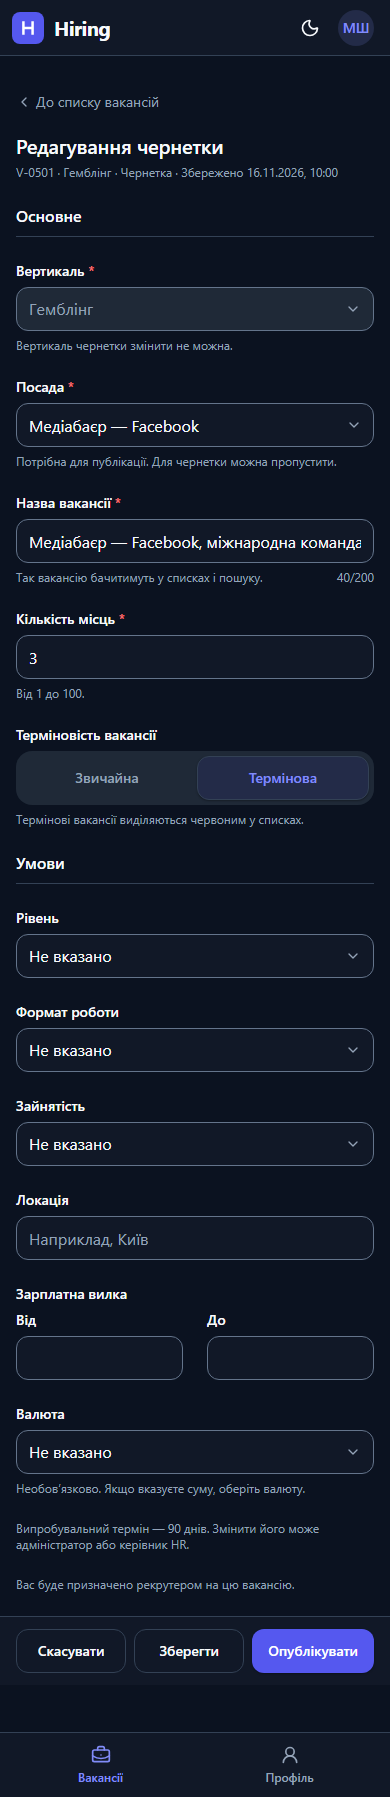 H Hiring МШ
До списку вакансій
Редагування чернетки
V-0501 · Гемблінг · Чернетка · Збережено 16.11.2026, 10:00
Основне
Вертикаль *
Гемблінг
Вертикаль чернетки змінити не можна.
Посада *
Медіабаєр — Facebook
Потрібна для публікації. Для чернетки можна пропустити.
Назва вакансії *
Медіабаєр — Facebook, міжнародна команда
Так вакансію бачитимуть у списках і пошуку. 40/200
Кількість місць *
3
Від 1 до 100.
Терміновість вакансії
Звичайна Термінова
Термінові вакансії виділяються червоним у списках.
Умови
Рівень
Не вказано
Формат роботи
Не вказано
Зайнятість
Не вказано
Локація
Наприклад, Київ
Зарплатна вилка
Від До
Валюта
Не вказано
Необов'язково. Якщо вказуєте суму, оберіть валюту.
Випробувальний термін — 90 днів. Змінити його може
адміністратор або керівник HR.
Вас буде призначено рекрутером на цю вакансію.
Скасувати Зберегти Опублікувати
Вакансії Профіль